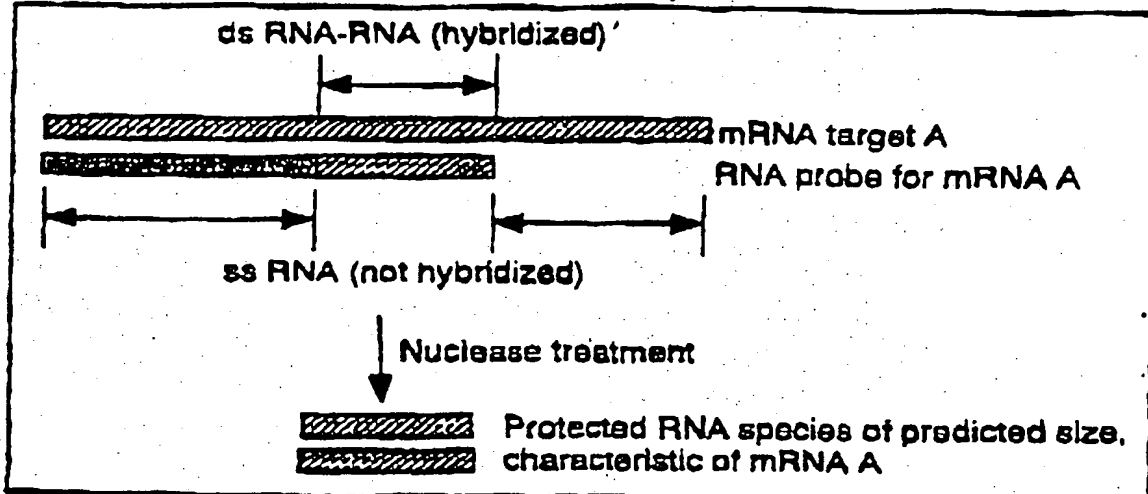 ds RNA-RNA (hybridized)'
mRNA target A
RNA probe for mRNA A
ss RNA (not hybridized)
Nuclease treatment
Protected RNA species of predicted size,
characteristic of mRNA A